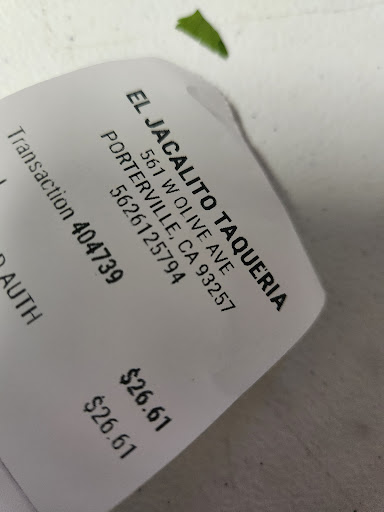 EL JACALITO TAQUERIA
561 W OLIVE AVE
PORTERVILLE, CA 93257
5626125794
Transaction 404739
$26.61
AUTH
$26.61